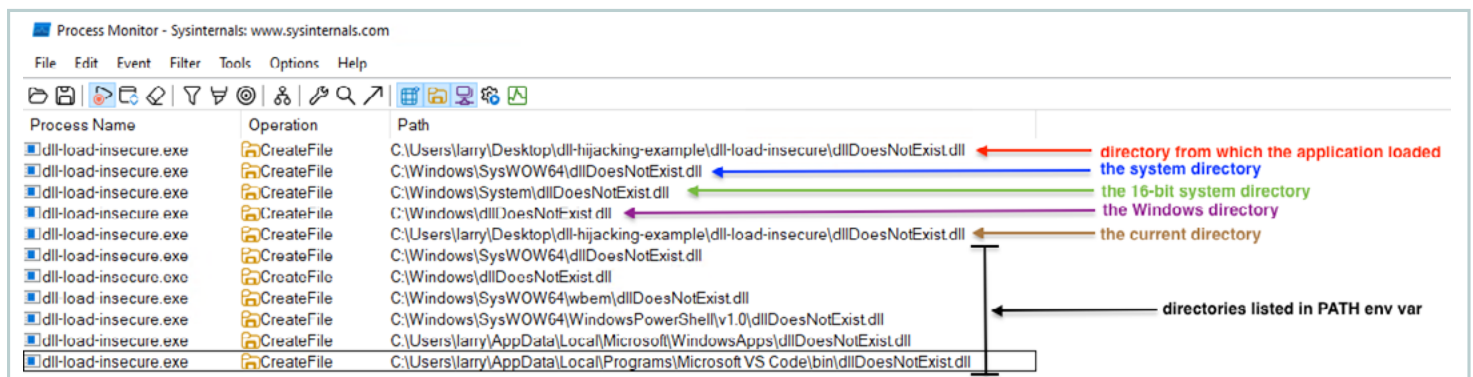 Process Monitor - Sysinternals: www.sysinternals.com
File Edit Event Filter Tools Options Help
Process Name Operation Path
dll-load-insecure.exe CreateFile C:\Users\larry\Desktop\dll-hijacking-example\dll-load-insecure\dllDoesNotExist.dll directory from which the application loaded
dll-load-insecure.exe CreateFile C:\Windows\SysWOW64\dllDoesNotExist.dll the system directory
dll-load-insecure.exe CreateFile C:\Windows\System\dllDoesNotExist.dll the 16-bit system directory
dll-load-insecure.exe CreateFile C:\Windows\dllDoesNotExist.dll the Windows directory
dll-load-insecure.exe CreateFile C:\Users\larry\Desktop\dll-hijacking-example\dll-load-insecure\dllDoesNotExist.dll the current directory
dll-load-insecure.exe CreateFile C:\Windows\SysWOW64\dllDoesNotExist.dll
dll-load-insecure.exe CreateFile C:\Windows\dllDoesNotExist.dll
dll-load-insecure.exe CreateFile C:\Windows\SysWOW64\wbem\dllDoesNotExist.dll
dll-load-insecure.exe CreateFile C:\Windows\SysWOW64\WindowsPowerShell\v1.0\dllDoesNotExist.dll directories listed in PATH env var
dll-load-insecure.exe CreateFile C:\Users\larry\AppData\Local\Microsoft\WindowsApps\dllDoesNotExist.dll
dll-load-insecure.exe CreateFile C:\Users\larry\AppData\Local\Programs\Microsoft VS Code\bin\dllDoesNotExist.dll